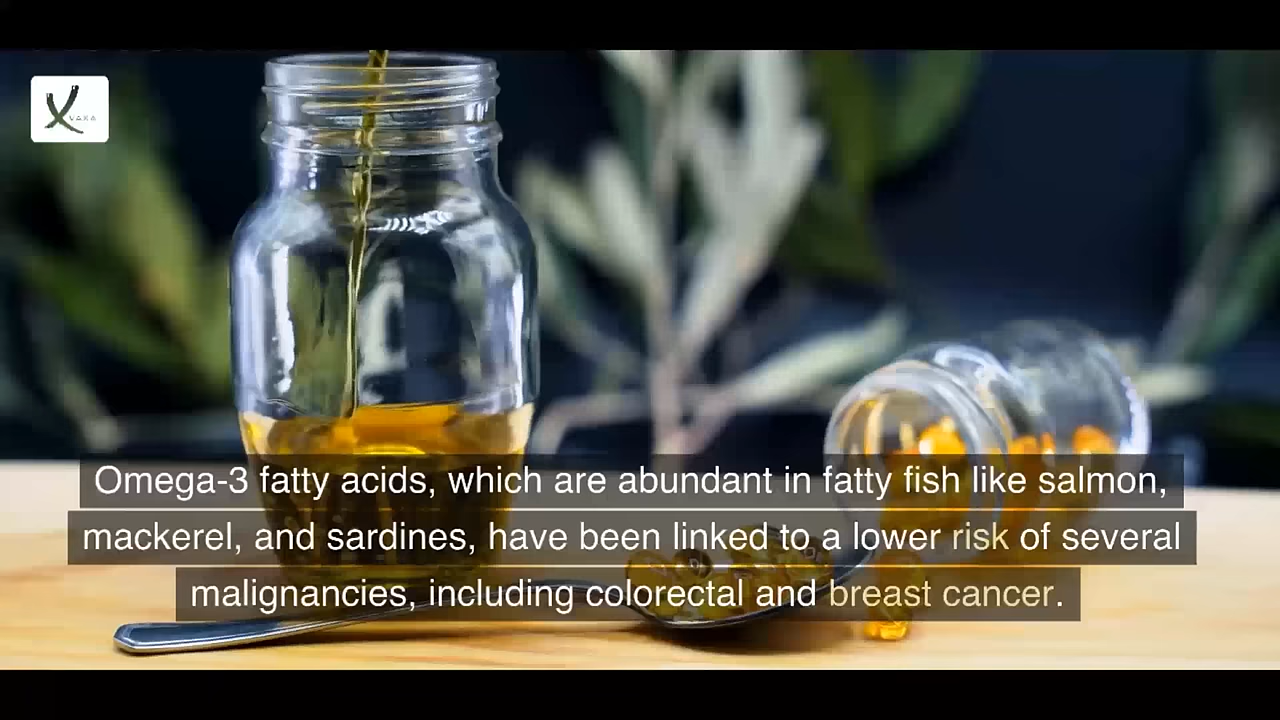 VAKA
Omega-3 fatty acids, which are abundant in fatty fish like salmon,
mackerel, and sardines, have been linked to a lower risk of several
malignancies, including colorectal and breast cancer.